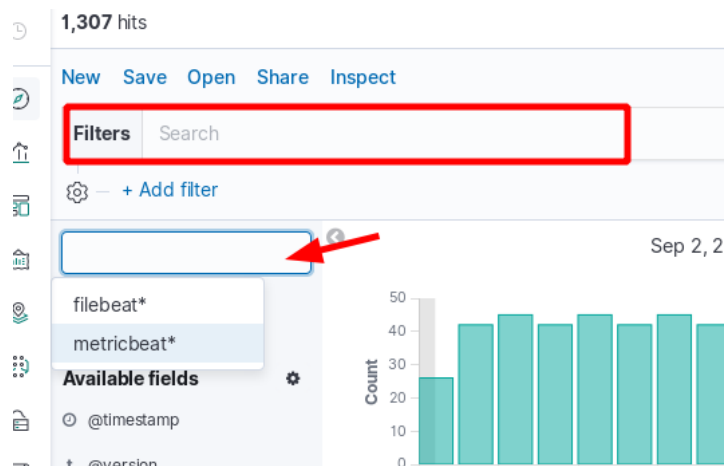 1,307 hits
New Save Open Share Inspect
Filters Search
+ Add filter
Sep 2, 2
filebeat*
metricbeat*
Available fields
@timestamp
t @version
50
40
30
20
10
0
Count